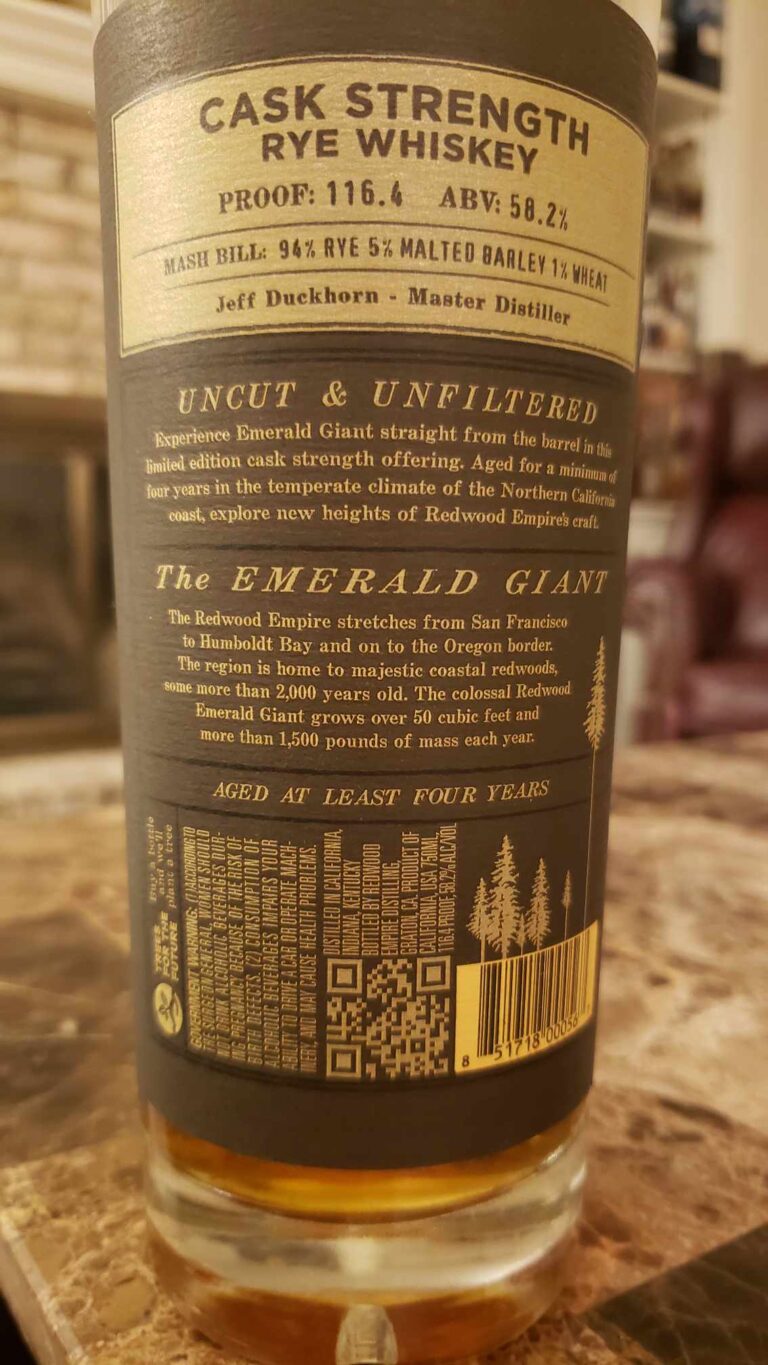 CASK STRENGTH
RYE WHISKEY
PROOF: 116.4 ABV: 58.2%
MASH BILL: 94% RYE 5% MALTED BARLEY 1% WHEAT
Jeff Duckhorn - Master Distiller
UNCUT & UNFILTERED
Experience Emerald Giant straight from the barrel in this
limited edition cask strength offering. Aged for a minimum of
four years in the temperate climate of the Northern California
coast, explore new heights of Redwood Empire's craft.
The EMERALD GIANT
The Redwood Empire stretches from San Francisco
to Humboldt Bay and on to the Oregon border.
The region is home to majestic coastal redwoods,
some more than 2,000 years old. The colossal Redwood
Emerald Giant grows over 50 cubic feet and
more than 1,500 pounds of mass each year.
AGED AT LEAST FOUR YEARS
Buy a bottle
and we'll
plant a tree
TREES
FOR THE
FUTURE
GOVERNMENT WARNING: (1) ACCORDING TO
THE SURGEON GENERAL, WOMEN SHOULD
NOT DRINK ALCOHOLIC BEVERAGES DUR-
ING PREGNANCY BECAUSE OF THE RISK OF
BIRTH DEFECTS. (2) CONSUMPTION OF
ALCOHOLIC BEVERAGES IMPAIRS YOUR
ABILITY TO DRIVE A CAR OR OPERATE MACH-
INERY, AND MAY CAUSE HEALTH PROBLEMS.
DISTILLED IN CALIFORNIA,
INDIANA, KENTUCKY
BOTTLED BY REDWOOD
EMPIRE DISTILLING,
GRATON, CA. PRODUCT OF
CALIFORNIA, USA 750ML
116.4 PROOF, 58.2% ALC/VOL
8 51718 00056